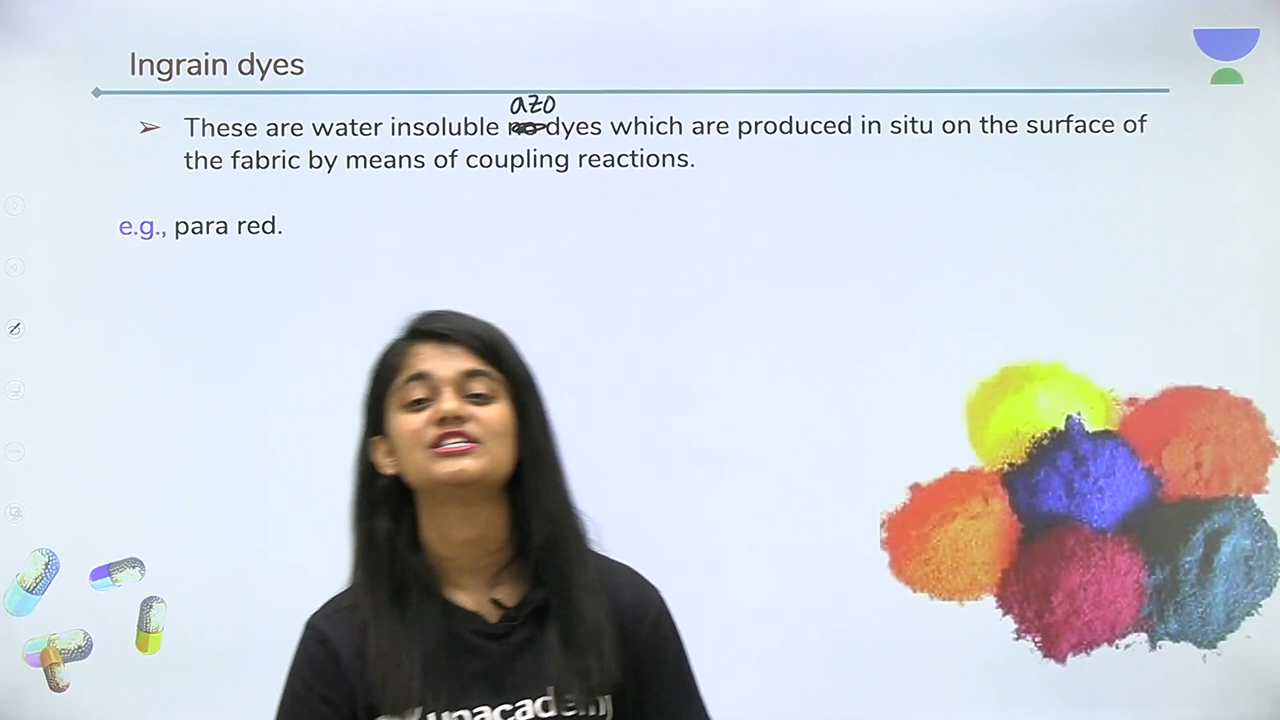 Ingrain dyes
azo
➢ These are water insoluble dyes which are produced in situ on the surface of
the fabric by means of coupling reactions.
e.g., para red.
unacademy